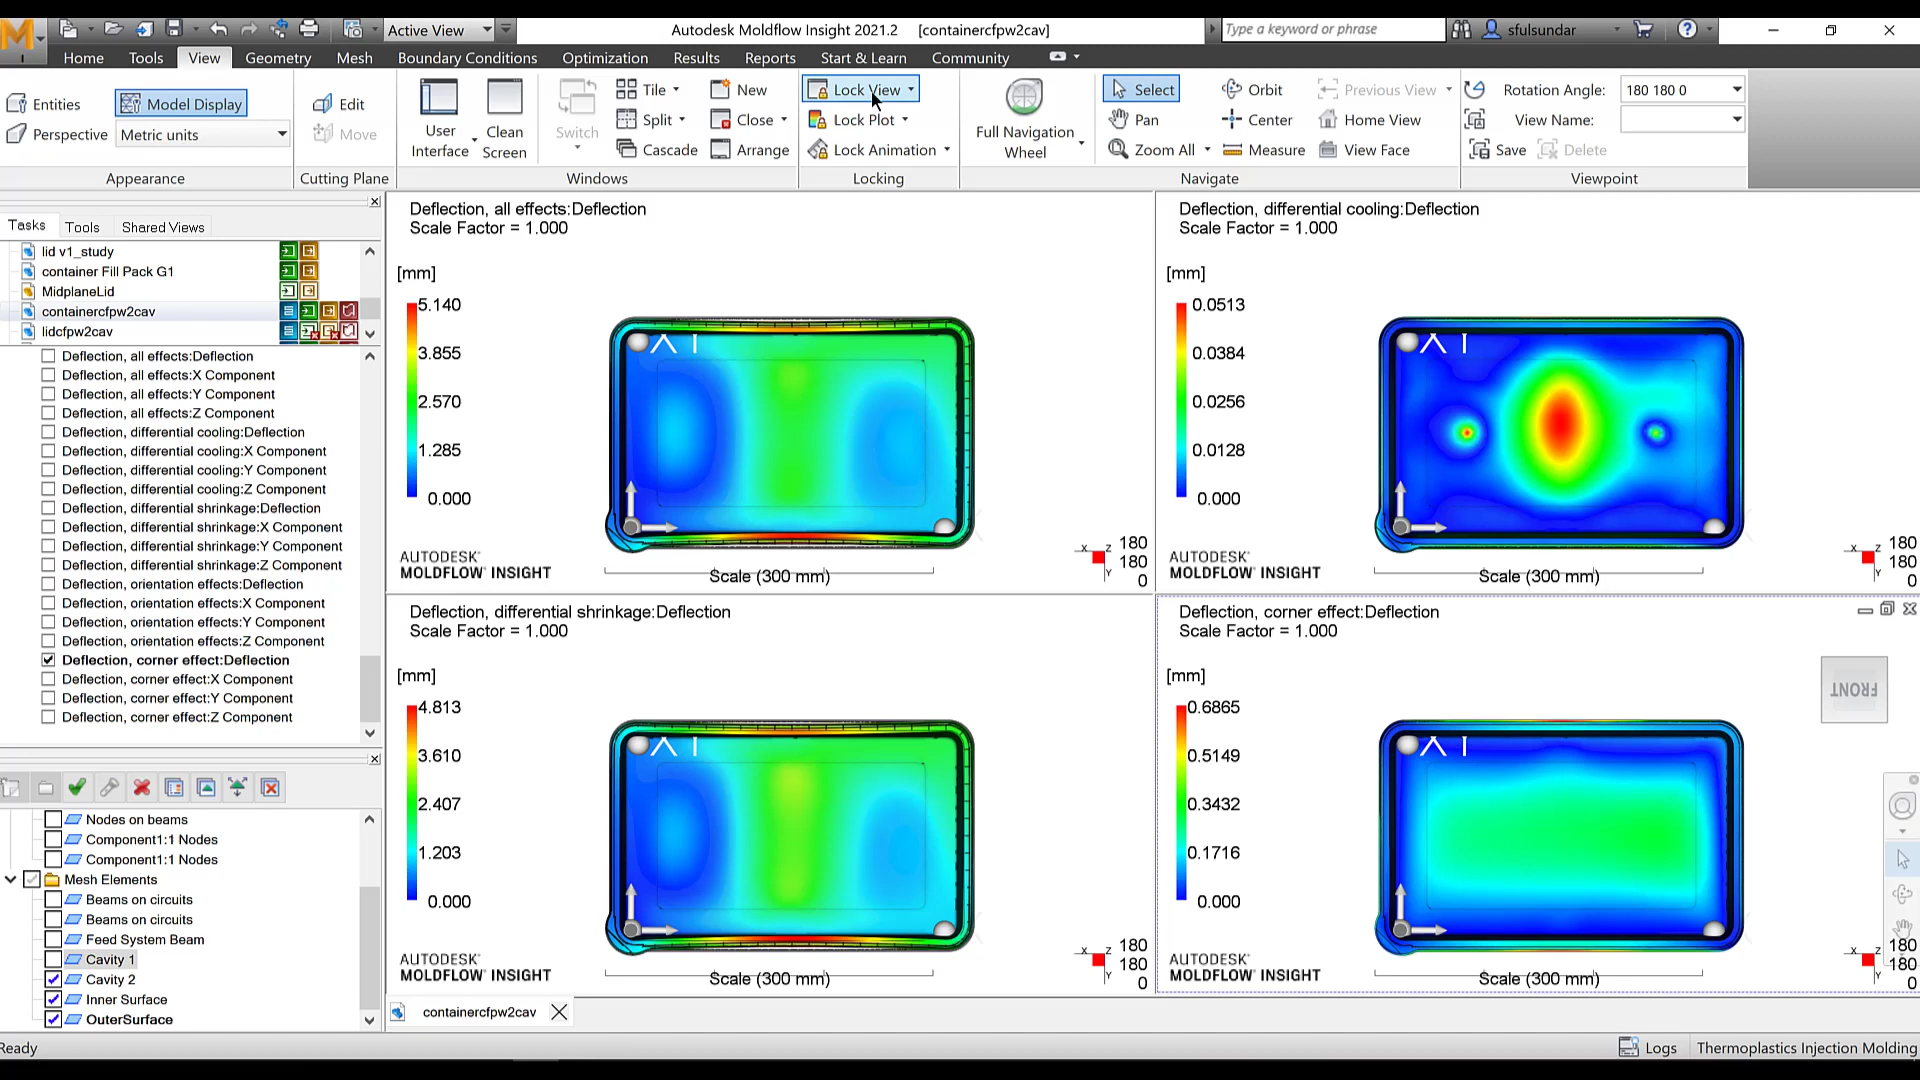 Active View
Autodesk Moldflow Insight 2021.2 [containercfpw2cav]
Type a keyword or phrase
sfulsundar
Home Tools View Geometry Mesh Boundary Conditions Optimization Results Reports Start & Learn Community
Entities
Model Display
Perspective
Metric units
Appearance
Edit
Move
Cutting Plane
User Interface
Clean Screen
Switch
Tile
Split
Cascade
New
Close
Arrange
Windows
Lock View
Lock Plot
Lock Animation
Locking
Full Navigation Wheel
Select
Pan
Zoom All
Orbit
Center
Measure
Previous View
Home View
View Face
Navigate
Rotation Angle: 180 180 0
View Name:
Save
Delete
Viewpoint
Tasks Tools Shared Views
lid v1_study
container Fill Pack G1
MidplaneLid
containercfpw2cav
lidcfpw2cav
Deflection, all effects:Deflection
Deflection, all effects:X Component
Deflection, all effects:Y Component
Deflection, all effects:Z Component
Deflection, differential cooling:Deflection
Deflection, differential cooling:X Component
Deflection, differential cooling:Y Component
Deflection, differential cooling:Z Component
Deflection, differential shrinkage:Deflection
Deflection, differential shrinkage:X Component
Deflection, differential shrinkage:Y Component
Deflection, differential shrinkage:Z Component
Deflection, orientation effects:Deflection
Deflection, orientation effects:X Component
Deflection, orientation effects:Y Component
Deflection, orientation effects:Z Component
Deflection, corner effect:Deflection
Deflection, corner effect:X Component
Deflection, corner effect:Y Component
Deflection, corner effect:Z Component
Nodes on beams
Component1:1 Nodes
Component1:1 Nodes
Mesh Elements
Beams on circuits
Beams on circuits
Feed System Beam
Cavity 1
Cavity 2
Inner Surface
OuterSurface
Deflection, all effects:Deflection
Scale Factor = 1.000
[mm]
5.140
3.855
2.570
1.285
0.000
AUTODESK
MOLDFLOW INSIGHT
Scale (300 mm)
X Z
Y
180
180
0
Deflection, differential cooling:Deflection
Scale Factor = 1.000
[mm]
0.0513
0.0384
0.0256
0.0128
0.000
AUTODESK
MOLDFLOW INSIGHT
Scale (300 mm)
X Z
Y
180
180
0
Deflection, differential shrinkage:Deflection
Scale Factor = 1.000
[mm]
4.813
3.610
2.407
1.203
0.000
AUTODESK
MOLDFLOW INSIGHT
Scale (300 mm)
X Z
Y
180
180
0
Deflection, corner effect:Deflection
Scale Factor = 1.000
[mm]
0.6865
0.5149
0.3432
0.1716
0.000
FRONT
AUTODESK
MOLDFLOW INSIGHT
Scale (300 mm)
X Z
Y
180
180
0
containercfpw2cav
Ready
Logs
Thermoplastics Injection Molding